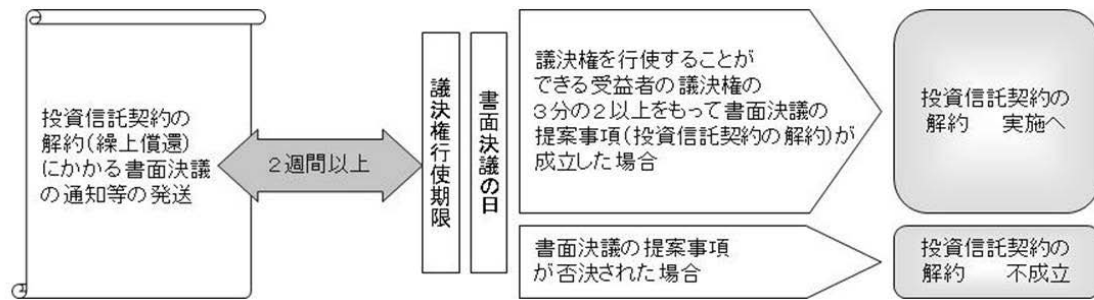 投資信託契約の
解約(繰上償還)
にかかる書面決議
の通知等の発送
２週間以上
議決権行使期限
書面決議の日
議決権を行使することが
できる受益者の議決権の
３分の２以上をもって書面決議の
提案事項(投資信託契約の解約)が
成立した場合
投資信託契約の
解約　実施へ
書面決議の提案事項
が否決された場合
投資信託契約の
解約　不成立